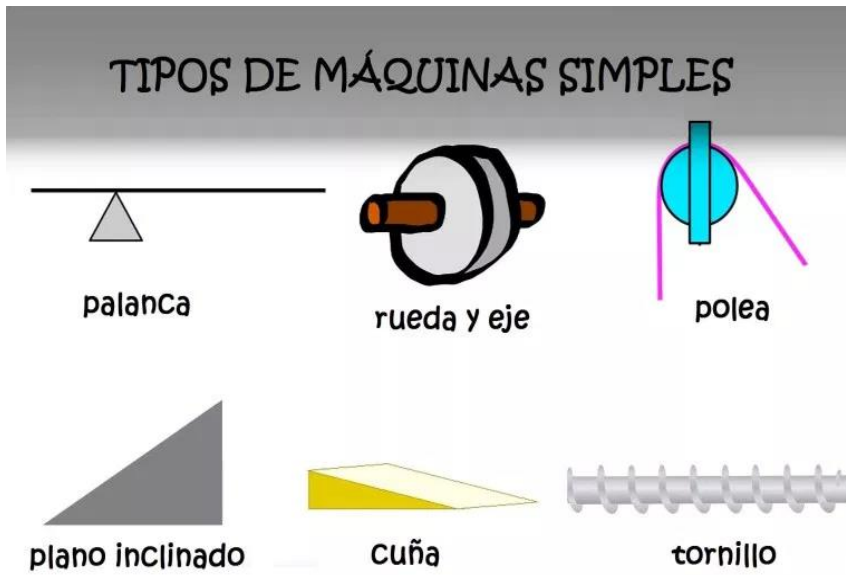 TIPOS DE MÁQUINAS SIMPLES
palanca
rueda y eje
polea
plano inclinado
cuña
tornillo